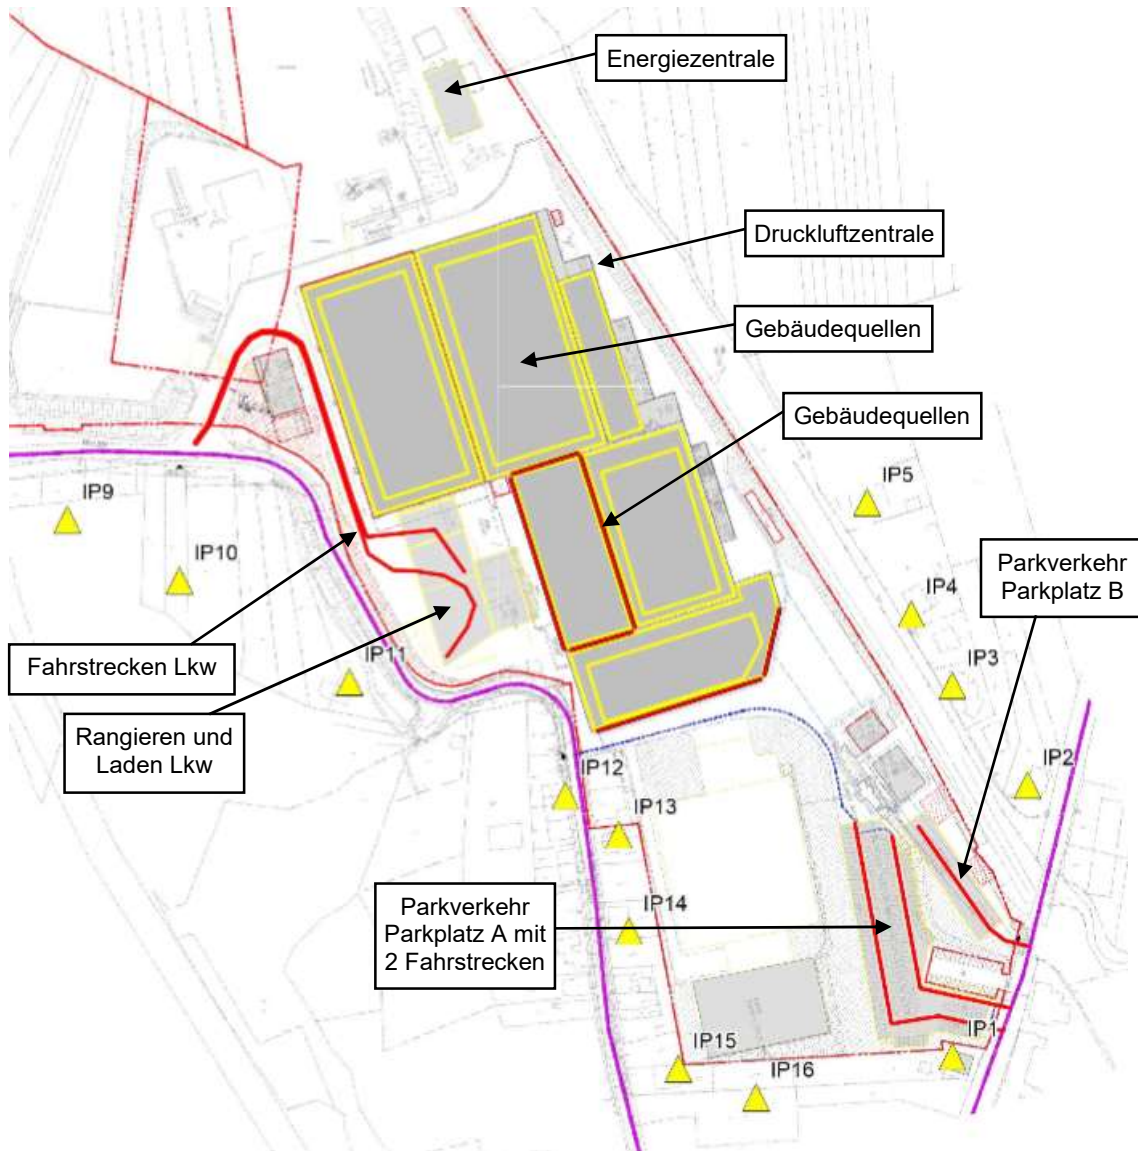 Energiezentrale
Druckluftzentrale
Gebäudequellen
Gebäudequellen
IP5
IP9
Parkverkehr
Parkplatz B
IP10
IP4
Fahrstrecken Lkw
IP11
IP3
Rangieren und
Laden Lkw
IP2
IP12
IP13
Parkverkehr
Parkplatz A mit
2 Fahrstrecken
IP14
IP1
IP15
IP16